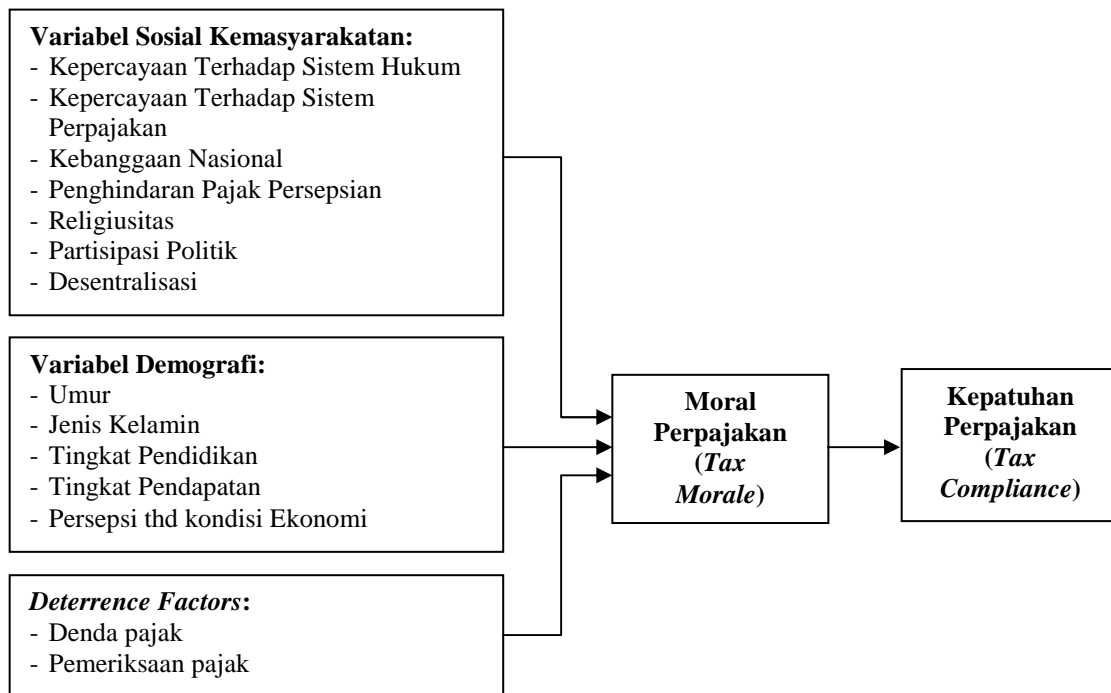 Variabel Sosial Kemasyarakatan:
- Kepercayaan Terhadap Sistem Hukum
- Kepercayaan Terhadap Sistem
Perpajakan
- Kebanggaan Nasional
- Penghindaran Pajak Persepsian
- Religiusitas
- Partisipasi Politik
- Desentralisasi
Variabel Demografi:
- Umur
- Jenis Kelamin
- Tingkat Pendidikan
- Tingkat Pendapatan
- Persepsi thd kondisi Ekonomi
Deterrence Factors:
- Denda pajak
- Pemeriksaan pajak
Moral
Perpajakan
(Tax
Morale)
Kepatuhan
Perpajakan
(Tax
Compliance)